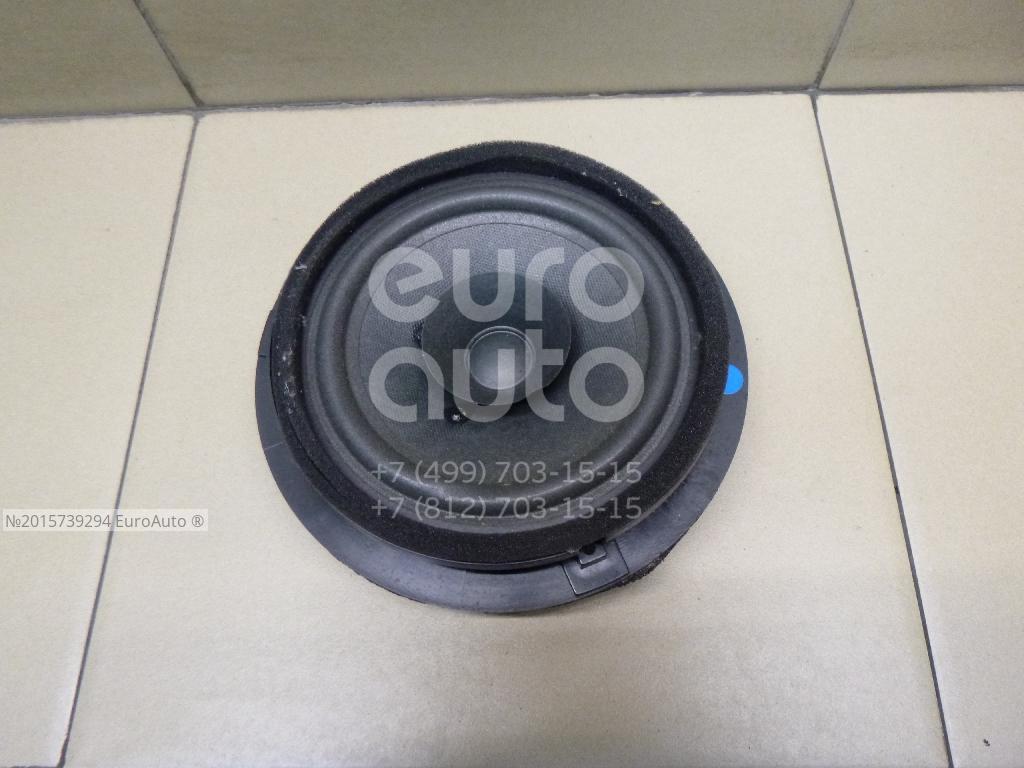 euro
auto
+7 (499) 703-15-15
+7 (812) 703-15-15
№2015739294 EuroAuto ®